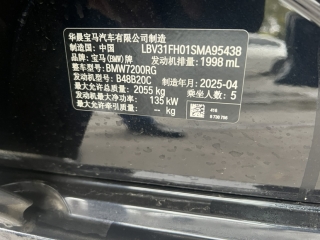 华晨宝马汽车有限公司制造
制造国：中国 LBV31FH01SMA95438
品牌：宝马(BMW)牌 发动机排量：1998 mL
整车型号：BMW7200RG
发动机型号：B48B20C 制造年月：2025-04
最大允许总质量：2055 kg 乘坐人数：5
发动机最大净功率：135 kW
最大允许牵引质量：--- kg